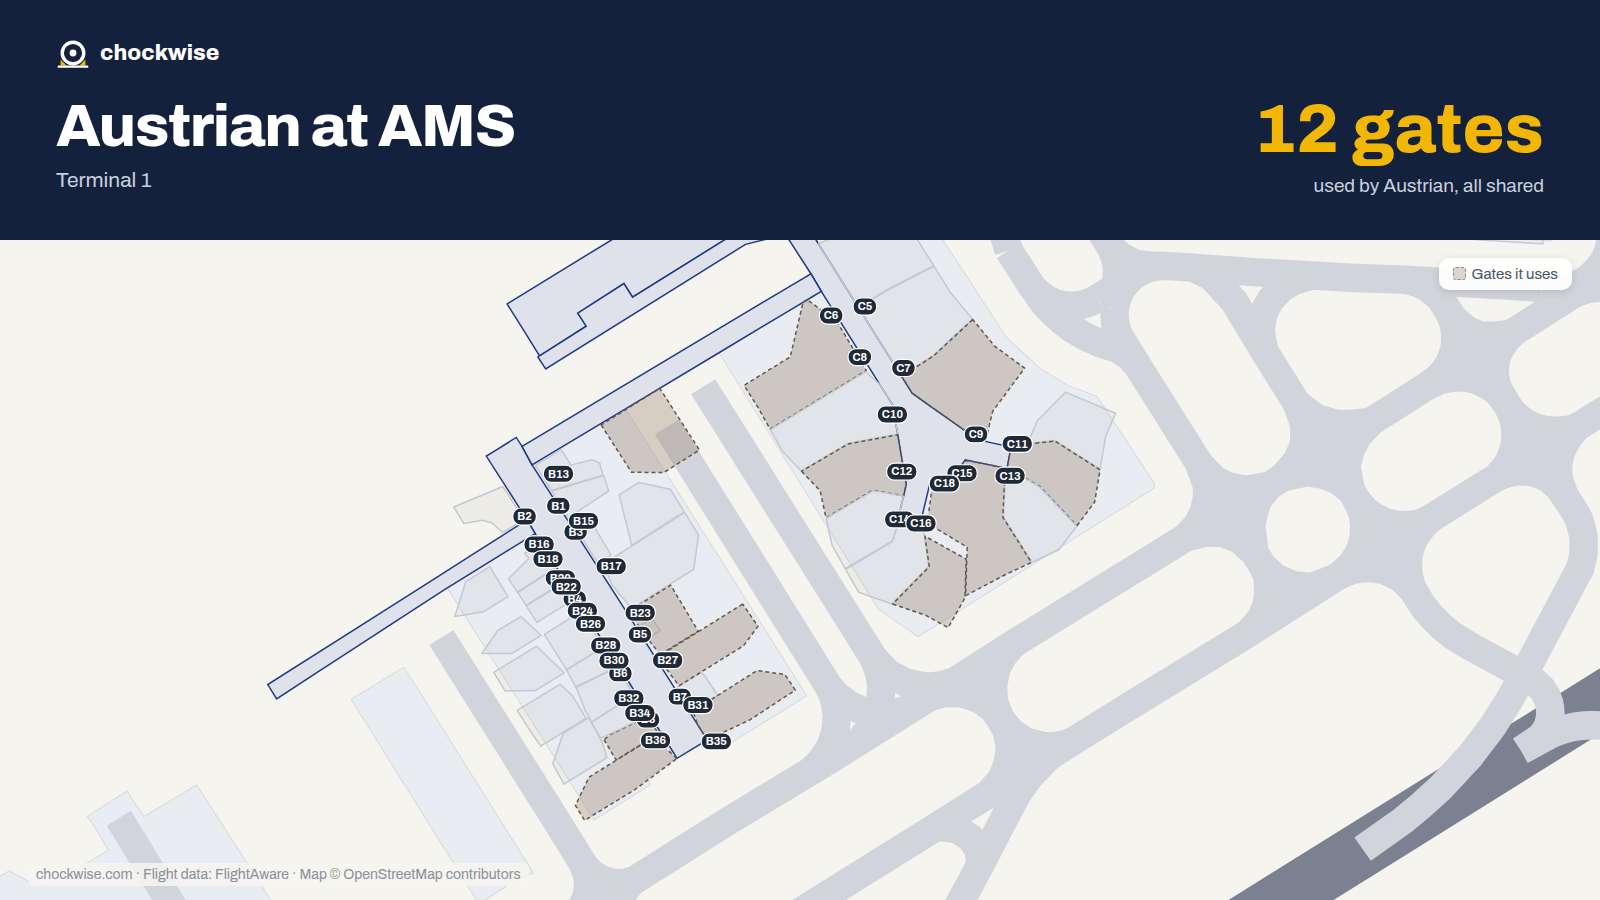 chockwise
Austrian at AMS
Terminal 1
12 gates
used by Austrian, all shared
Gates it uses
C5
C6
C8
C7
C10
C9
C11
C12
C15
C13
C18
C16
B13
B1
B2
B15
B3
B16
B18
B17
B22
B24
B23
B26
B5
B28
B30
B27
B6
B32
B7
B31
B34
B36
B35
chockwise.com · Flight data: FlightAware · Map © OpenStreetMap contributors